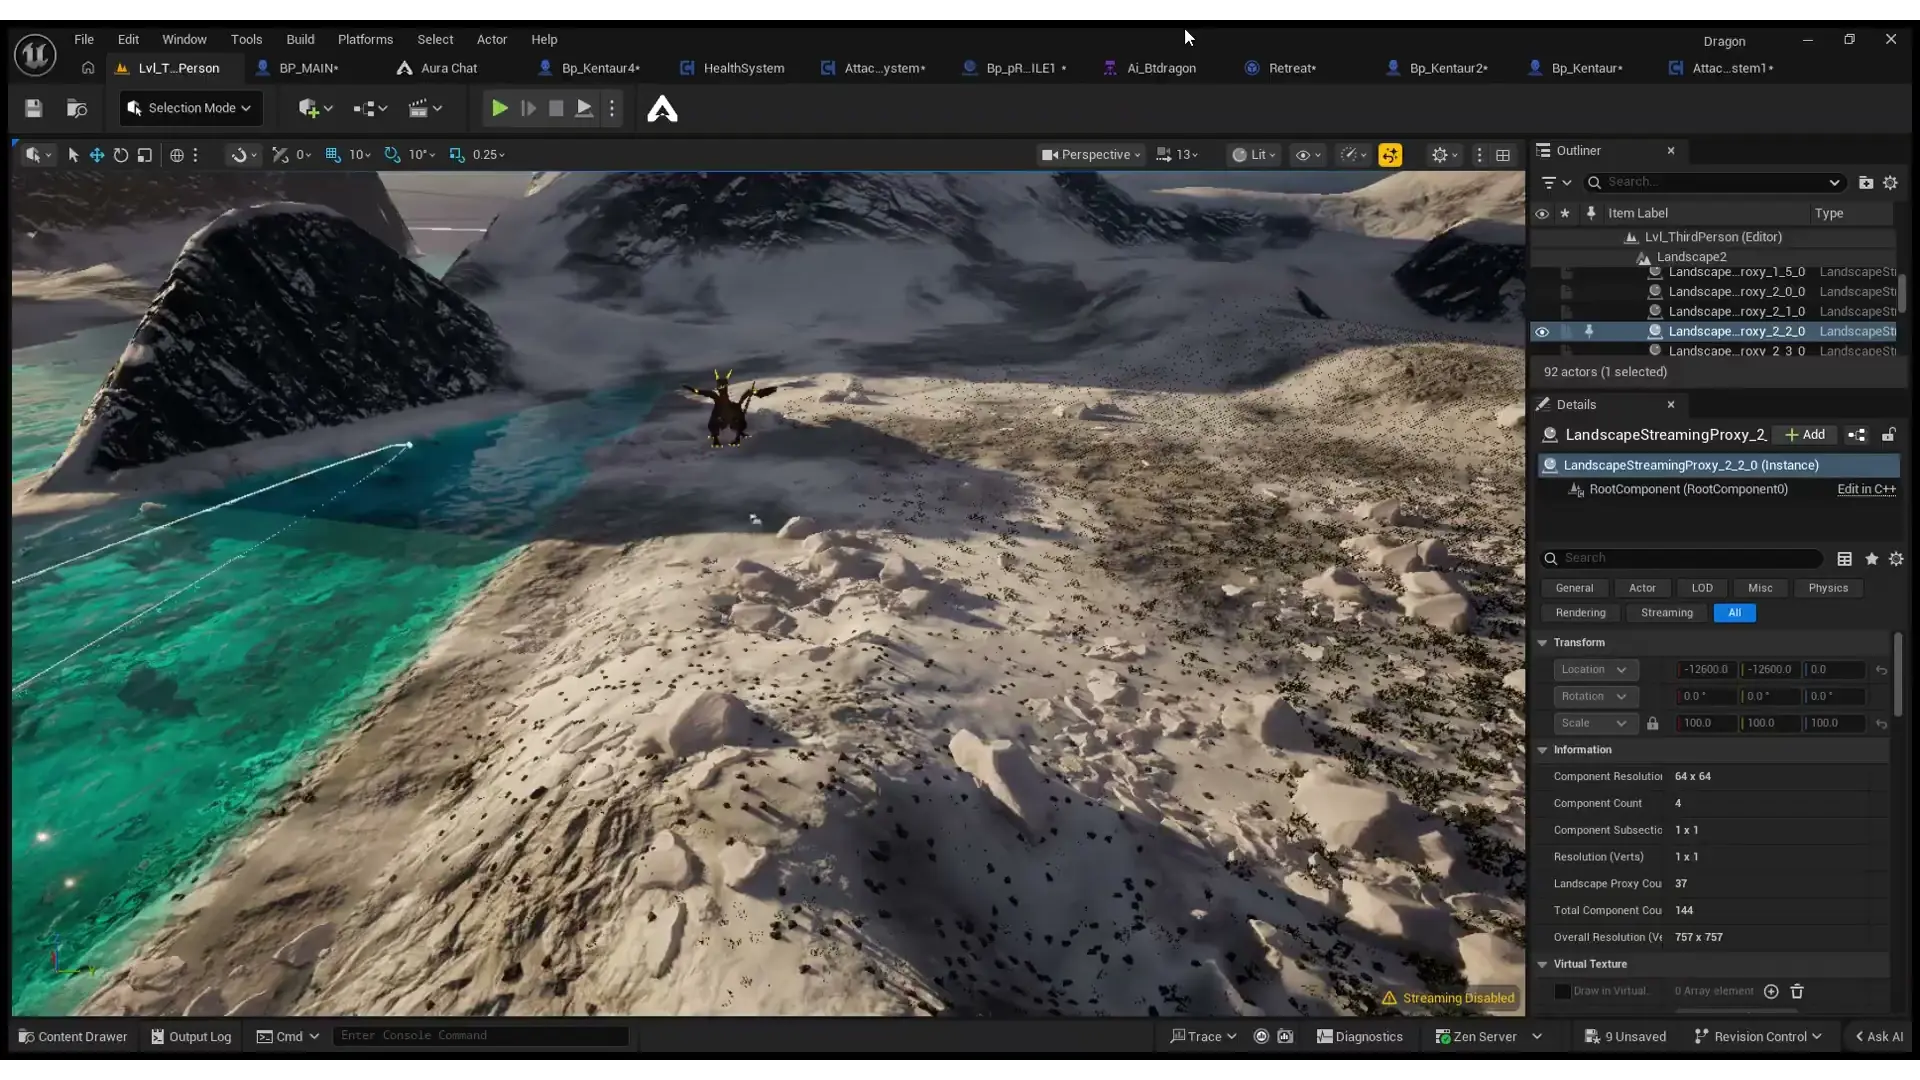 File Edit Window Tools Build Platforms Select Actor Help
Dragon
Lvl_T...Person BP_MAIN* Aura Chat Bp_Kentaur4* HealthSystem Attac...ystem* Bp_pR...ILE1 * Ai_Btdragon Retreat* Bp_Kentaur2* Bp_Kentaur* Attac...stem1*
Selection Mode
0 10 10° 0.25 Perspective 13 Lit
Outliner
Search...
Item Label Type
Lvl_ThirdPerson (Editor)
Landscape2
Landscape...roxy_1_5_0 LandscapeSt
Landscape...roxy_2_0_0 LandscapeSt
Landscape...roxy_2_1_0 LandscapeSt
Landscape...roxy_2_2_0 LandscapeSt
Landscape...roxy_2_3_0 LandscapeSt
92 actors (1 selected)
Details
LandscapeStreamingProxy_2_ Add
LandscapeStreamingProxy_2_2_0 (Instance)
RootComponent (RootComponent0) Edit in C++
Search
General Actor LOD Misc Physics
Rendering Streaming All
Transform
Location -12600.0 -12600.0 0.0
Rotation 0.0 ° 0.0 ° 0.0 °
Scale 100.0 100.0 100.0
Information
Component Resolutio 64 x 64
Component Count 4
Component Subsectio 1 x 1
Resolution (Verts) 1 x 1
Landscape Proxy Cou 37
Total Component Cou 144
Overall Resolution (Ve 757 x 757
Virtual Texture
Draw in Virtual... 0 Array element
Streaming Disabled
Content Drawer Output Log Cmd Enter Console Command Trace Diagnostics Zen Server 9 Unsaved Revision Control Ask AI